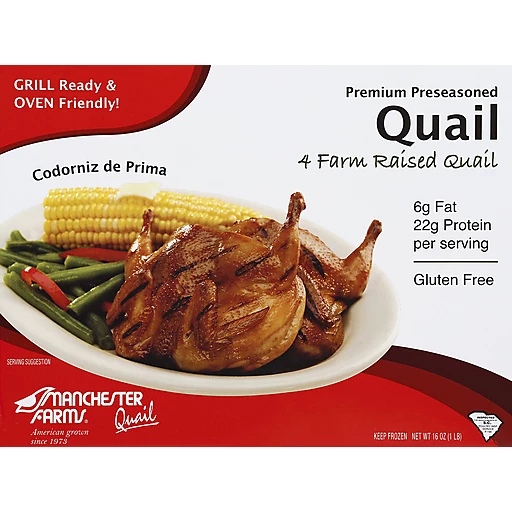 GRILL Ready &
OVEN Friendly!
Premium Preseasoned
Quail
4 Farm Raised Quail
Codorniz de Prima
6g Fat
22g Protein
per serving
Gluten Free
SERVING SUGGESTION
MANCHESTER
FARMS®
Quail
American grown
since 1973
KEEP FROZEN NET WT 16 OZ (1 LB)
INSPECTED
S.C.